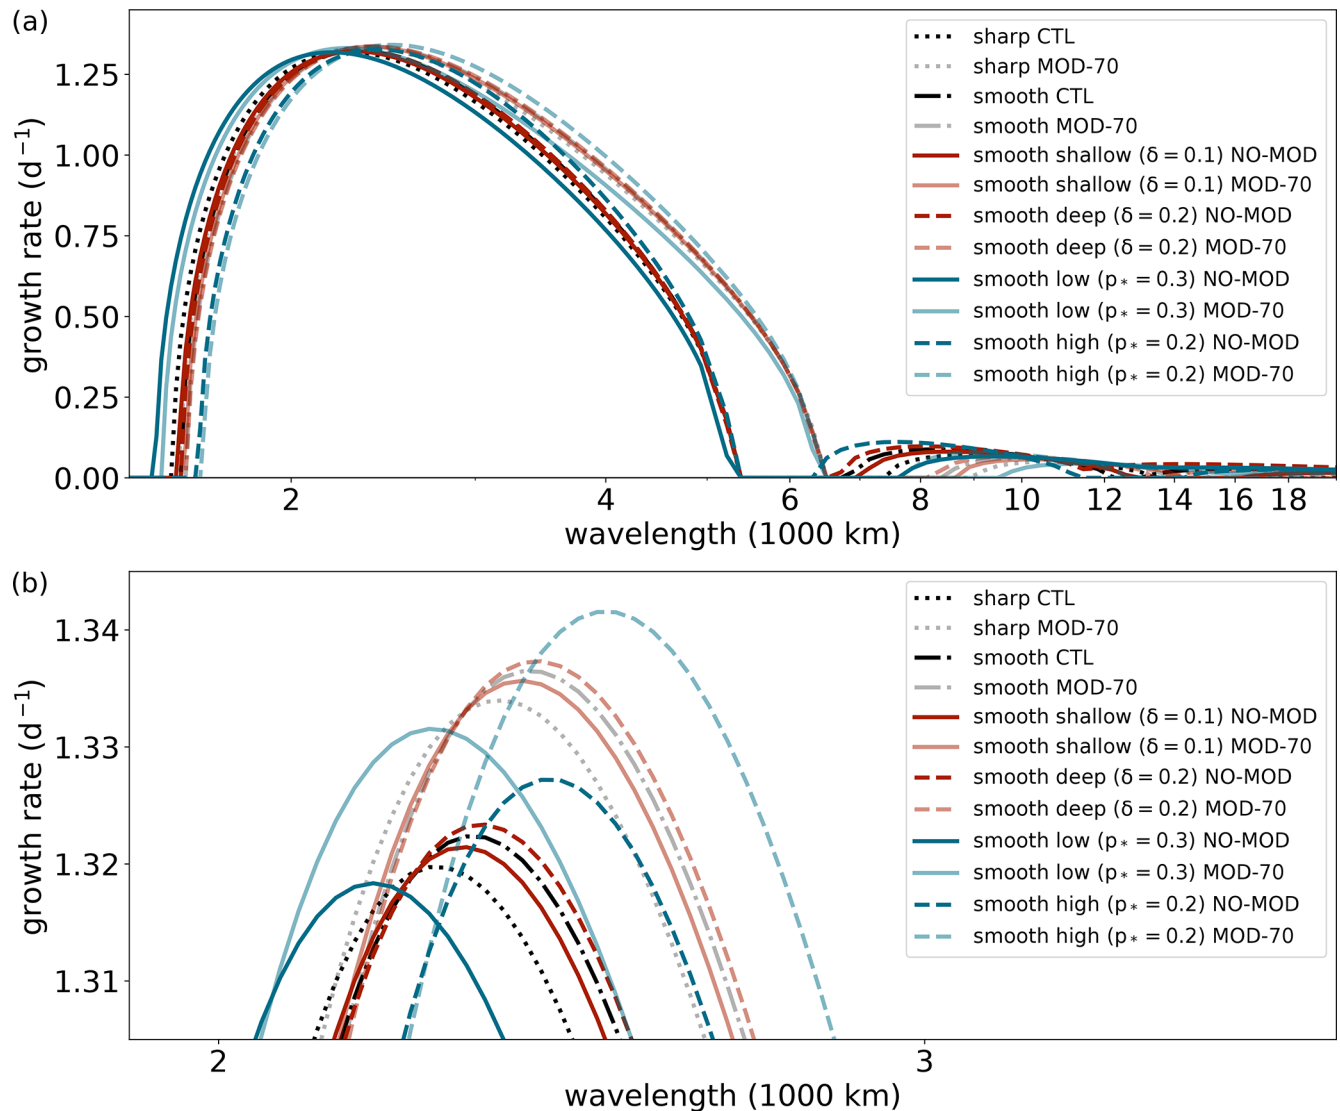 (a)
growth rate (d⁻¹)
1.25
1.00
0.75
0.50
0.25
0.00
sharp CTL
sharp MOD-70
smooth CTL
smooth MOD-70
smooth shallow (δ = 0.1) NO-MOD
smooth shallow (δ = 0.1) MOD-70
smooth deep (δ = 0.2) NO-MOD
smooth deep (δ = 0.2) MOD-70
smooth low (p* = 0.3) NO-MOD
smooth low (p* = 0.3) MOD-70
smooth high (p* = 0.2) NO-MOD
smooth high (p* = 0.2) MOD-70
2 4 6 8 10 12 14 16 18
wavelength (1000 km)
(b)
growth rate (d⁻¹)
1.34
1.33
1.32
1.31
sharp CTL
sharp MOD-70
smooth CTL
smooth MOD-70
smooth shallow (δ = 0.1) NO-MOD
smooth shallow (δ = 0.1) MOD-70
smooth deep (δ = 0.2) NO-MOD
smooth deep (δ = 0.2) MOD-70
smooth low (p* = 0.3) NO-MOD
smooth low (p* = 0.3) MOD-70
smooth high (p* = 0.2) NO-MOD
smooth high (p* = 0.2) MOD-70
2 3
wavelength (1000 km)